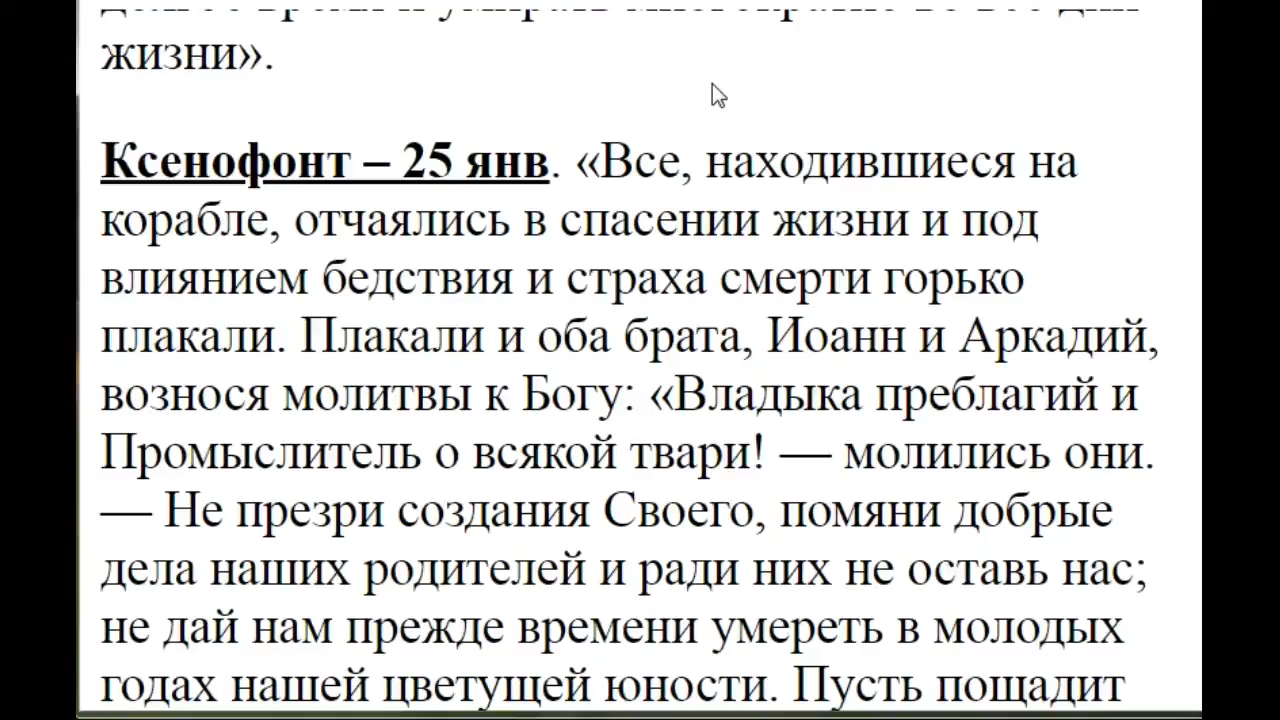 жизни».
Ксенофонт – 25 янв. «Все, находившиеся на
корабле, отчаялись в спасении жизни и под
влиянием бедствия и страха смерти горько
плакали. Плакали и оба брата, Иоанн и Аркадий,
вознося молитвы к Богу: «Владыка преблагий и
Промыслитель о всякой твари! — молились они.
— Не презри создания Своего, помяни добрые
дела наших родителей и ради них не оставь нас;
не дай нам прежде времени умереть в молодых
годах нашей цветущей юности. Пусть пощадит